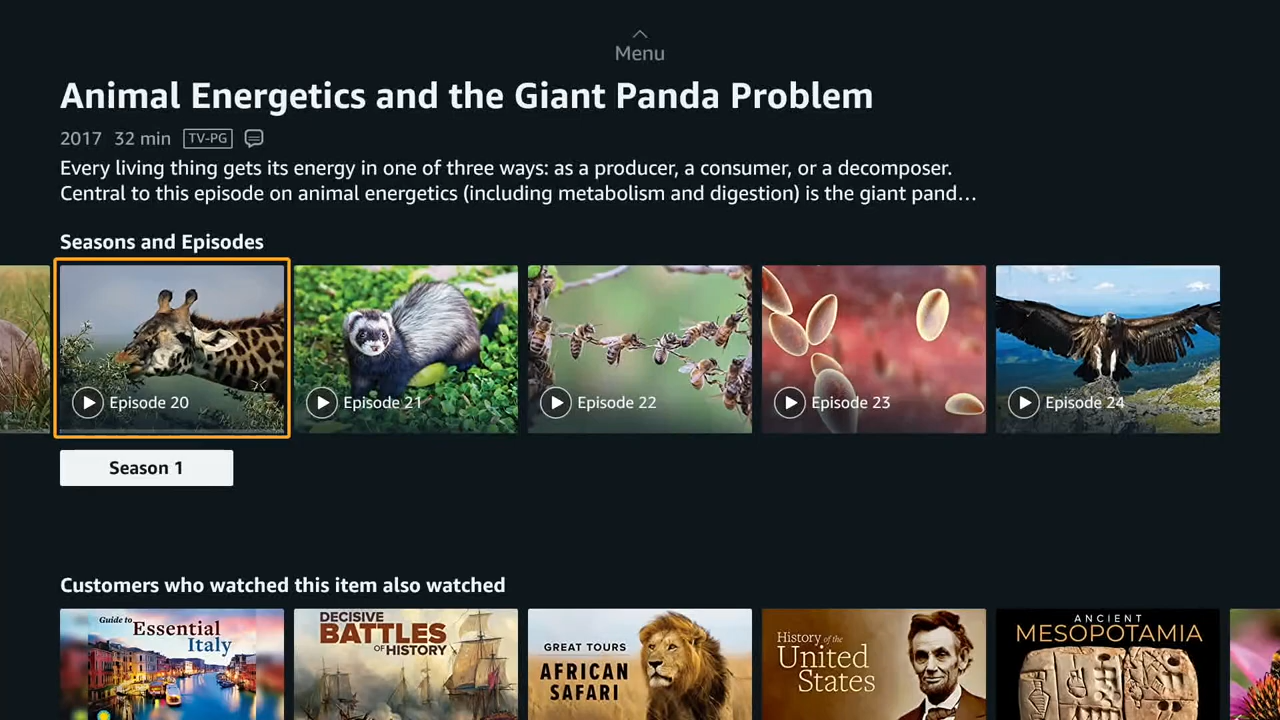 Menu
Animal Energetics and the Giant Panda Problem
2017 32 min TV-PG
Every living thing gets its energy in one of three ways: as a producer, a consumer, or a decomposer.
Central to this episode on animal energetics (including metabolism and digestion) is the giant pand...
Seasons and Episodes
Episode 20
Episode 21
Episode 22
Episode 23
Episode 24
Season 1
Customers who watched this item also watched
Guide to
Essential
Italy
DECISIVE
BATTLES
OF HISTORY
GREAT TOURS
AFRICAN
SAFARI
History of the
United
States
ANCIENT
MESOPOTAMIA